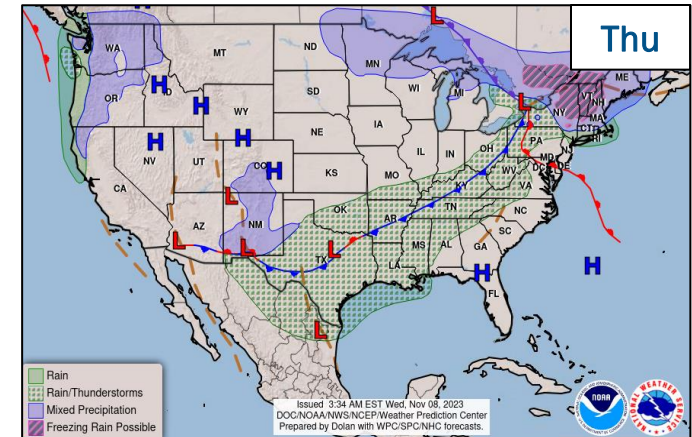 Thu
WA
MT
ND
MN
ME
VT
NH
OR
ID
SD
WI
MI
NY
MA
CT
RI
WY
IA
PA
NE
NJ
NV
UT
CO
IL
IN
OH
MD
DE
DC
WV
VA
KS
MO
KY
CA
NC
TN
OK
AR
SC
AZ
NM
MS
AL
GA
TX
LA
FL
H
H
H
H
H
H
H
L
L
L
L
L
L
L
Rain
Rain/Thunderstorms
Mixed Precipitation
Freezing Rain Possible
Issued 3:34 AM EST Wed, Nov 08, 2023
DOC/NOAA/NWS/NCEP/Weather Prediction Center
Prepared by Dolan with WPC/SPC/NHC forecasts.
NOAA
NATIONAL WEATHER SERVICE